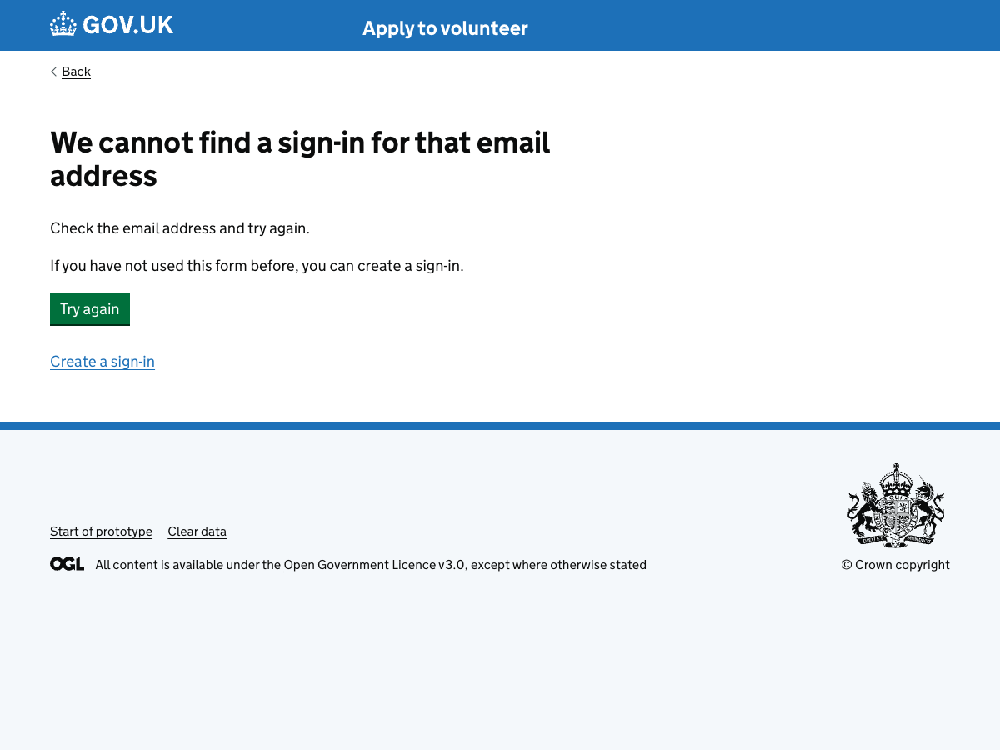 GOV.UK
Apply to volunteer
Back
We cannot find a sign-in for that email
address
Check the email address and try again.
If you have not used this form before, you can create a sign-in.
Try again
Create a sign-in
Start of prototype
Clear data
OGL
All content is available under the Open Government Licence v3.0, except where otherwise stated
© Crown copyright